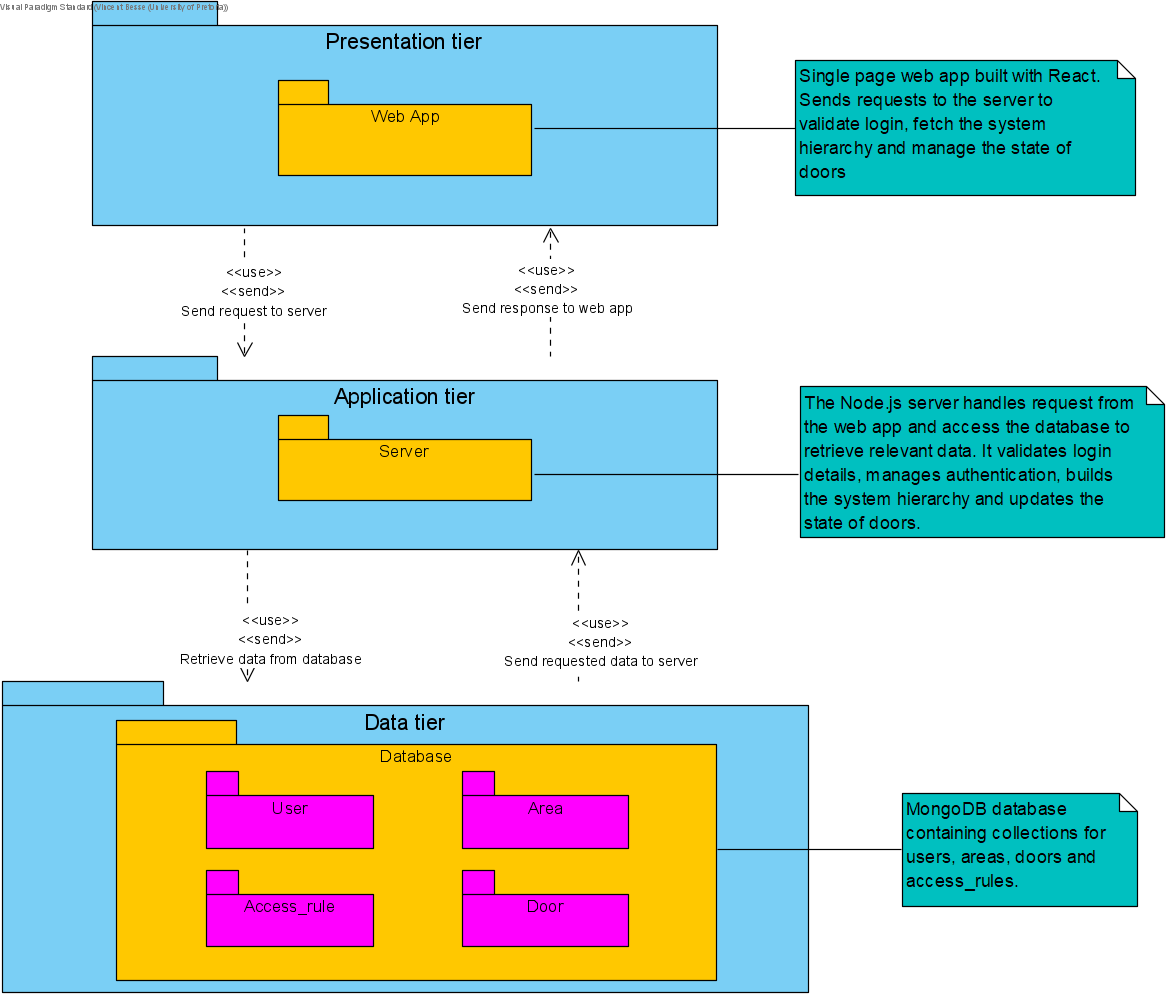 Visual Paradigm Standard(Vincent Besse (University of Pretoria))
Presentation tier
Web App
Single page web app built with React.
Sends requests to the server to
validate login, fetch the system
hierarchy and manage the state of
doors
<<use>>
<<send>>
Send request to server
<<use>>
<<send>>
Send response to web app
Application tier
Server
The Node.js server handles request from
the web app and access the database to
retrieve relevant data. It validates login
details, manages authentication, builds
the system hierarchy and updates the
state of doors.
<<use>>
<<send>>
Retrieve data from database
<<use>>
<<send>>
Send requested data to server
Data tier
Database
User
Area
Access_rule
Door
MongoDB database
containing collections for
users, areas, doors and
access_rules.